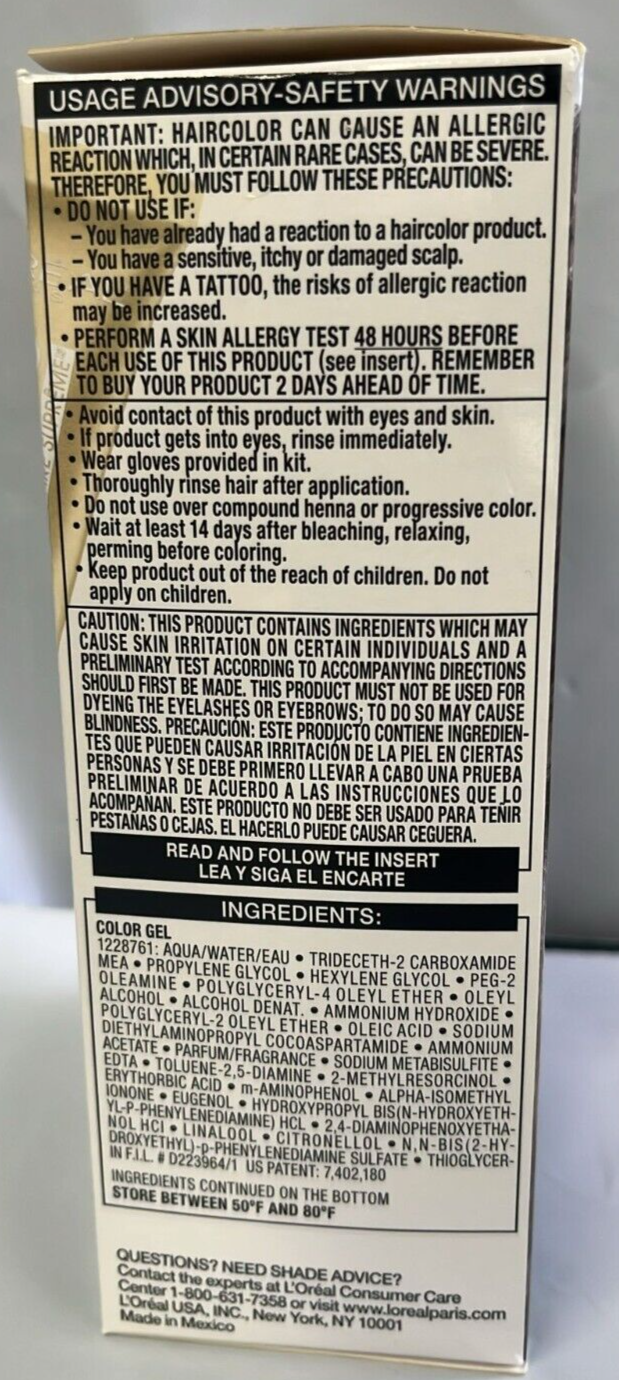 USAGE ADVISORY-SAFETY WARNINGS
IMPORTANT: HAIRCOLOR CAN CAUSE AN ALLERGIC
REACTION WHICH, IN CERTAIN RARE CASES, CAN BE SEVERE.
THEREFORE, YOU MUST FOLLOW THESE PRECAUTIONS:
• DO NOT USE IF:
– You have already had a reaction to a haircolor product.
– You have a sensitive, itchy or damaged scalp.
• IF YOU HAVE A TATTOO, the risks of allergic reaction
may be increased.
• PERFORM A SKIN ALLERGY TEST 48 HOURS BEFORE
EACH USE OF THIS PRODUCT (see insert). REMEMBER
TO BUY YOUR PRODUCT 2 DAYS AHEAD OF TIME.
• Avoid contact of this product with eyes and skin.
• If product gets into eyes, rinse immediately.
• Wear gloves provided in kit.
• Thoroughly rinse hair after application.
• Do not use over compound henna or progressive color.
• Wait at least 14 days after bleaching, relaxing,
perming before coloring.
• Keep product out of the reach of children. Do not
apply on children.
CAUTION: THIS PRODUCT CONTAINS INGREDIENTS WHICH MAY
CAUSE SKIN IRRITATION ON CERTAIN INDIVIDUALS AND A
PRELIMINARY TEST ACCORDING TO ACCOMPANYING DIRECTIONS
SHOULD FIRST BE MADE. THIS PRODUCT MUST NOT BE USED FOR
DYEING THE EYELASHES OR EYEBROWS; TO DO SO MAY CAUSE
BLINDNESS. PRECAUCIÓN: ESTE PRODUCTO CONTIENE INGREDIEN-
TES QUE PUEDEN CAUSAR IRRITACIÓN DE LA PIEL EN CIERTAS
PERSONAS Y SE DEBE PRIMERO LLEVAR A CABO UNA PRUEBA
PRELIMINAR DE ACUERDO A LAS INSTRUCCIONES QUE LO
ACOMPAÑAN. ESTE PRODUCTO NO DEBE SER USADO PARA TEÑIR
PESTAÑAS O CEJAS. EL HACERLO PUEDE CAUSAR CEGUERA.
READ AND FOLLOW THE INSERT
LEA Y SIGA EL ENCARTE
INGREDIENTS:
COLOR GEL
1228761: AQUA/WATER/EAU • TRIDECETH-2 CARBOXAMIDE
MEA • PROPYLENE GLYCOL • HEXYLENE GLYCOL • PEG-2
OLEAMINE • POLYGLYCERYL-4 OLEYL ETHER • OLEYL
ALCOHOL • ALCOHOL DENAT. • AMMONIUM HYDROXIDE •
POLYGLYCERYL-2 OLEYL ETHER • OLEIC ACID • SODIUM
DIETHYLAMINOPROPYL COCOASPARTAMIDE • AMMONIUM
ACETATE • PARFUM/FRAGRANCE • SODIUM METABISULFITE •
EDTA • TOLUENE-2,5-DIAMINE • 2-METHYLRESORCINOL •
ERYTHORBIC ACID • m-AMINOPHENOL • ALPHA-ISOMETHYL
IONONE • EUGENOL • HYDROXYPROPYL BIS(N-HYDROXYETH-
YL-P-PHENYLENEDIAMINE) HCL • 2,4-DIAMINOPHENOXYETHA-
NOL HCI • LINALOOL • CITRONELLOL • N,N-BIS(2-HY-
DROXYETHYL)-p-PHENYLENEDIAMINE SULFATE • THIOGLYCER-
IN F.I.L. # D223964/1 US PATENT: 7,402,180
INGREDIENTS CONTINUED ON THE BOTTOM
STORE BETWEEN 50°F AND 80°F
QUESTIONS? NEED SHADE ADVICE?
Contact the experts at L'Oréal Consumer Care
Center 1-800-631-7358 or visit www.lorealparis.com
L'Oréal USA, INC., New York, NY 10001
Made in Mexico
SUPREME